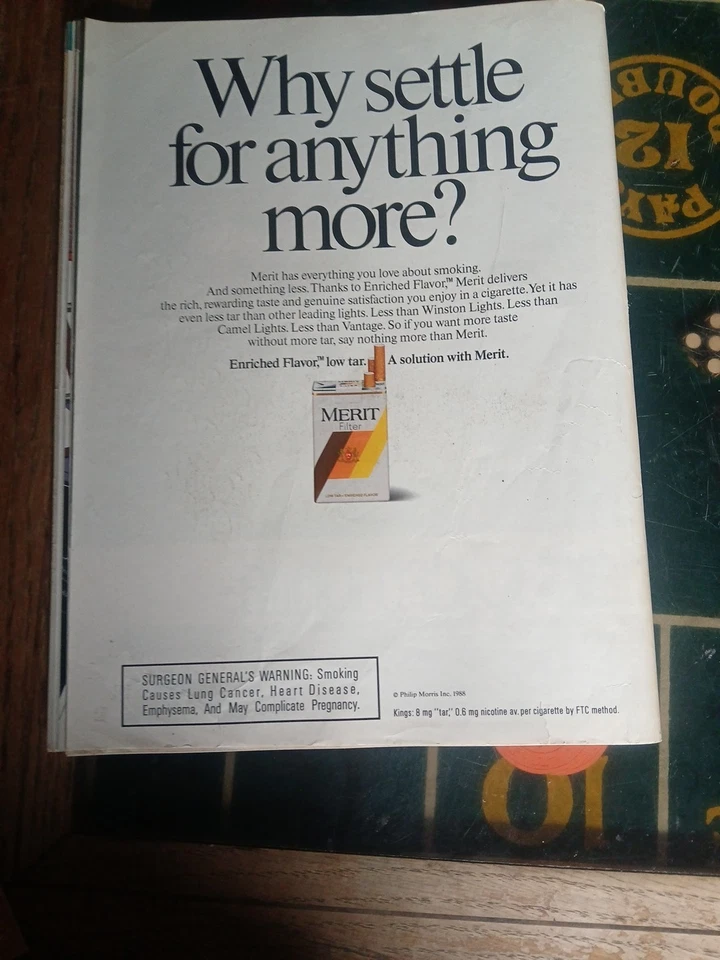 Why settle
for anything
more?
Merit has everything you love about smoking.
And something less. Thanks to Enriched Flavor,™ Merit delivers
the rich, rewarding taste and genuine satisfaction you enjoy in a cigarette. Yet it has
even less tar than other leading lights. Less than Winston Lights. Less than
Camel Lights. Less than Vantage. So if you want more taste
without more tar, say nothing more than Merit.
Enriched Flavor,™ low tar. A solution with Merit.
MERIT
Filter
SURGEON GENERAL'S WARNING: Smoking
Causes Lung Cancer, Heart Disease,
Emphysema, And May Complicate Pregnancy.
© Philip Morris Inc. 1988
Kings: 8 mg "tar," 0.6 mg nicotine av. per cigarette by FTC method.
DOUBL
12
PAY
10